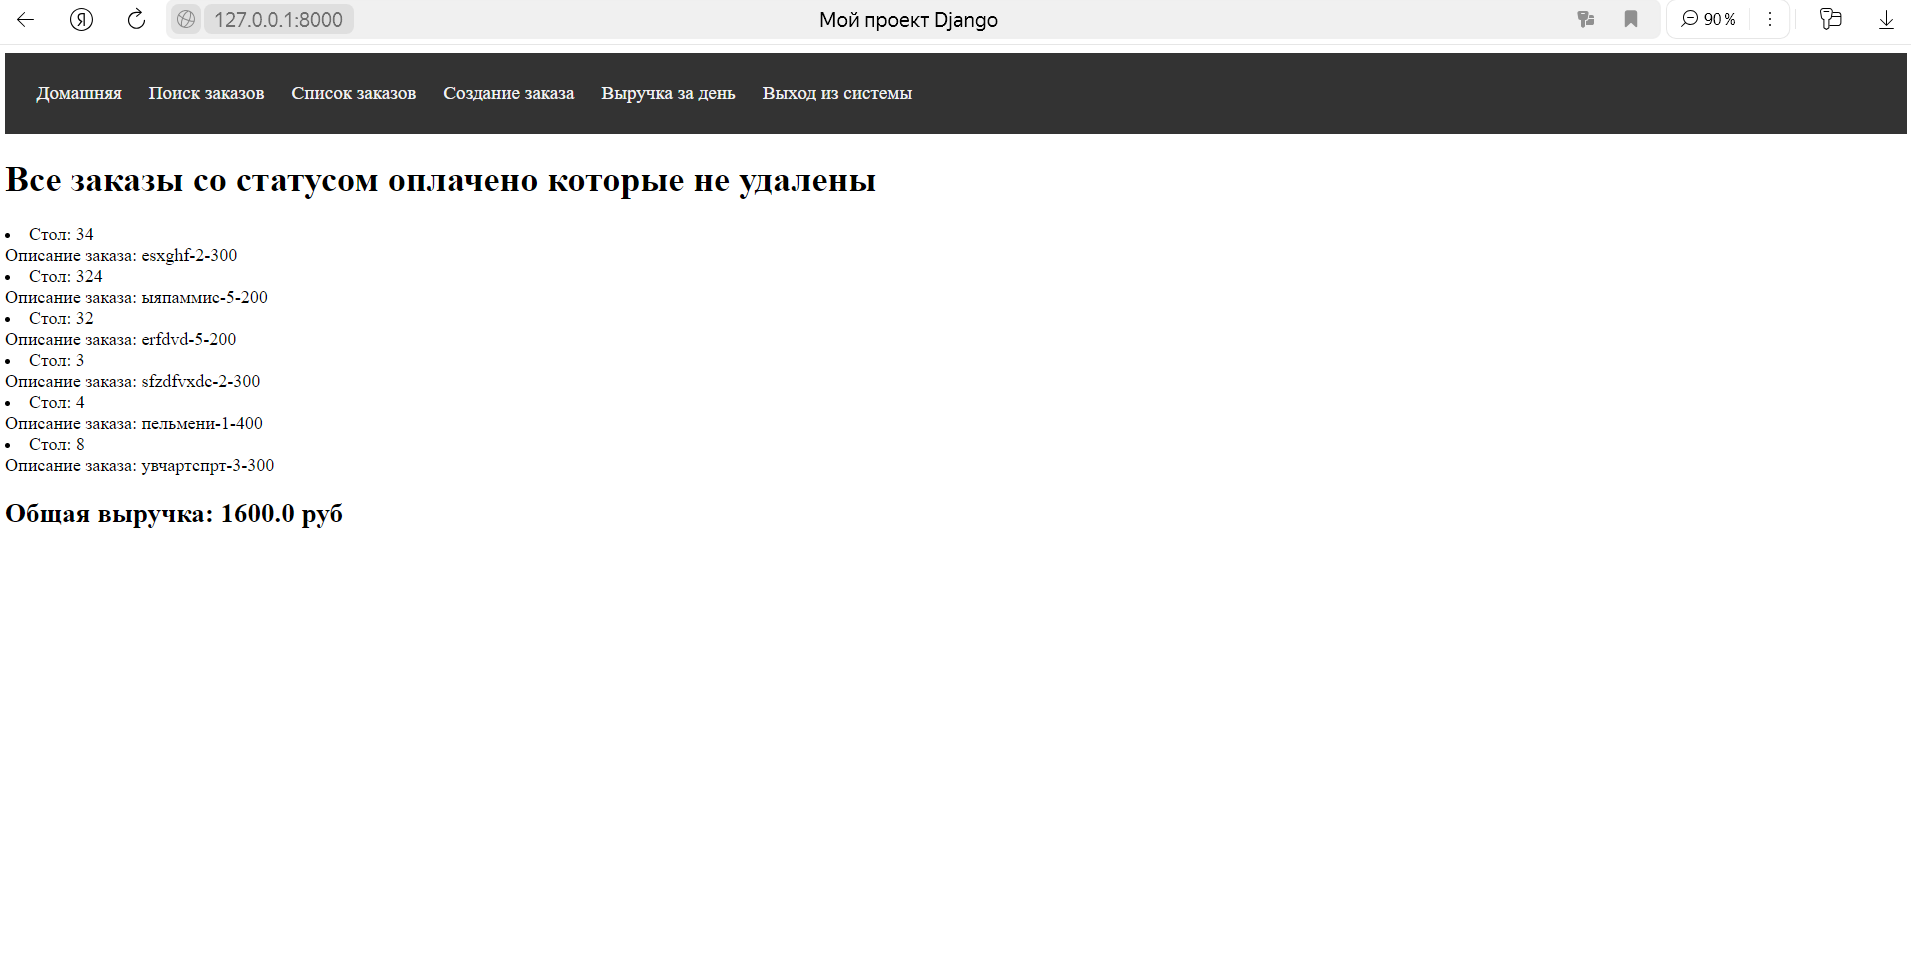 127.0.0.1:8000 Мой проект Django 90 %
Домашняя Поиск заказов Список заказов Создание заказа Выручка за день Выход из системы
Все заказы со статусом оплачено которые не удалены
• Стол: 34
Описание заказа: esxghf-2-300
• Стол: 324
Описание заказа: ыяпаммис-5-200
• Стол: 32
Описание заказа: erfdvd-5-200
• Стол: 3
Описание заказа: sfzdfvxdc-2-300
• Стол: 4
Описание заказа: пельмени-1-400
• Стол: 8
Описание заказа: увчартспрт-3-300
Общая выручка: 1600.0 руб